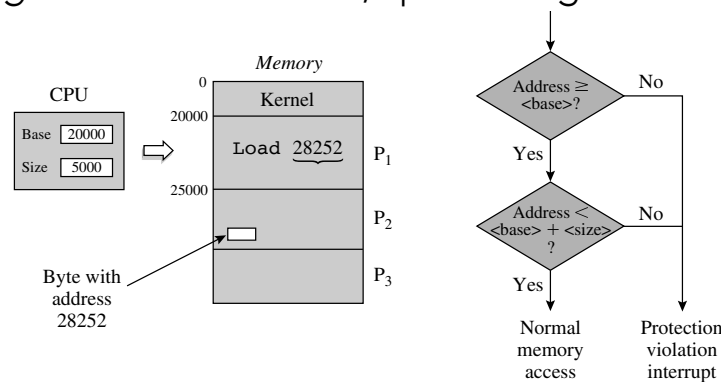 Memory
CPU
0
Kernel
Base 20000
20000
Size 5000
Load 28252
P1
25000
P2
P3
Byte with
address
28252
Address ≥
<base>?
No
Yes
Address <
<base> + <size>
?
No
Yes
Normal
memory
access
Protection
violation
interrupt